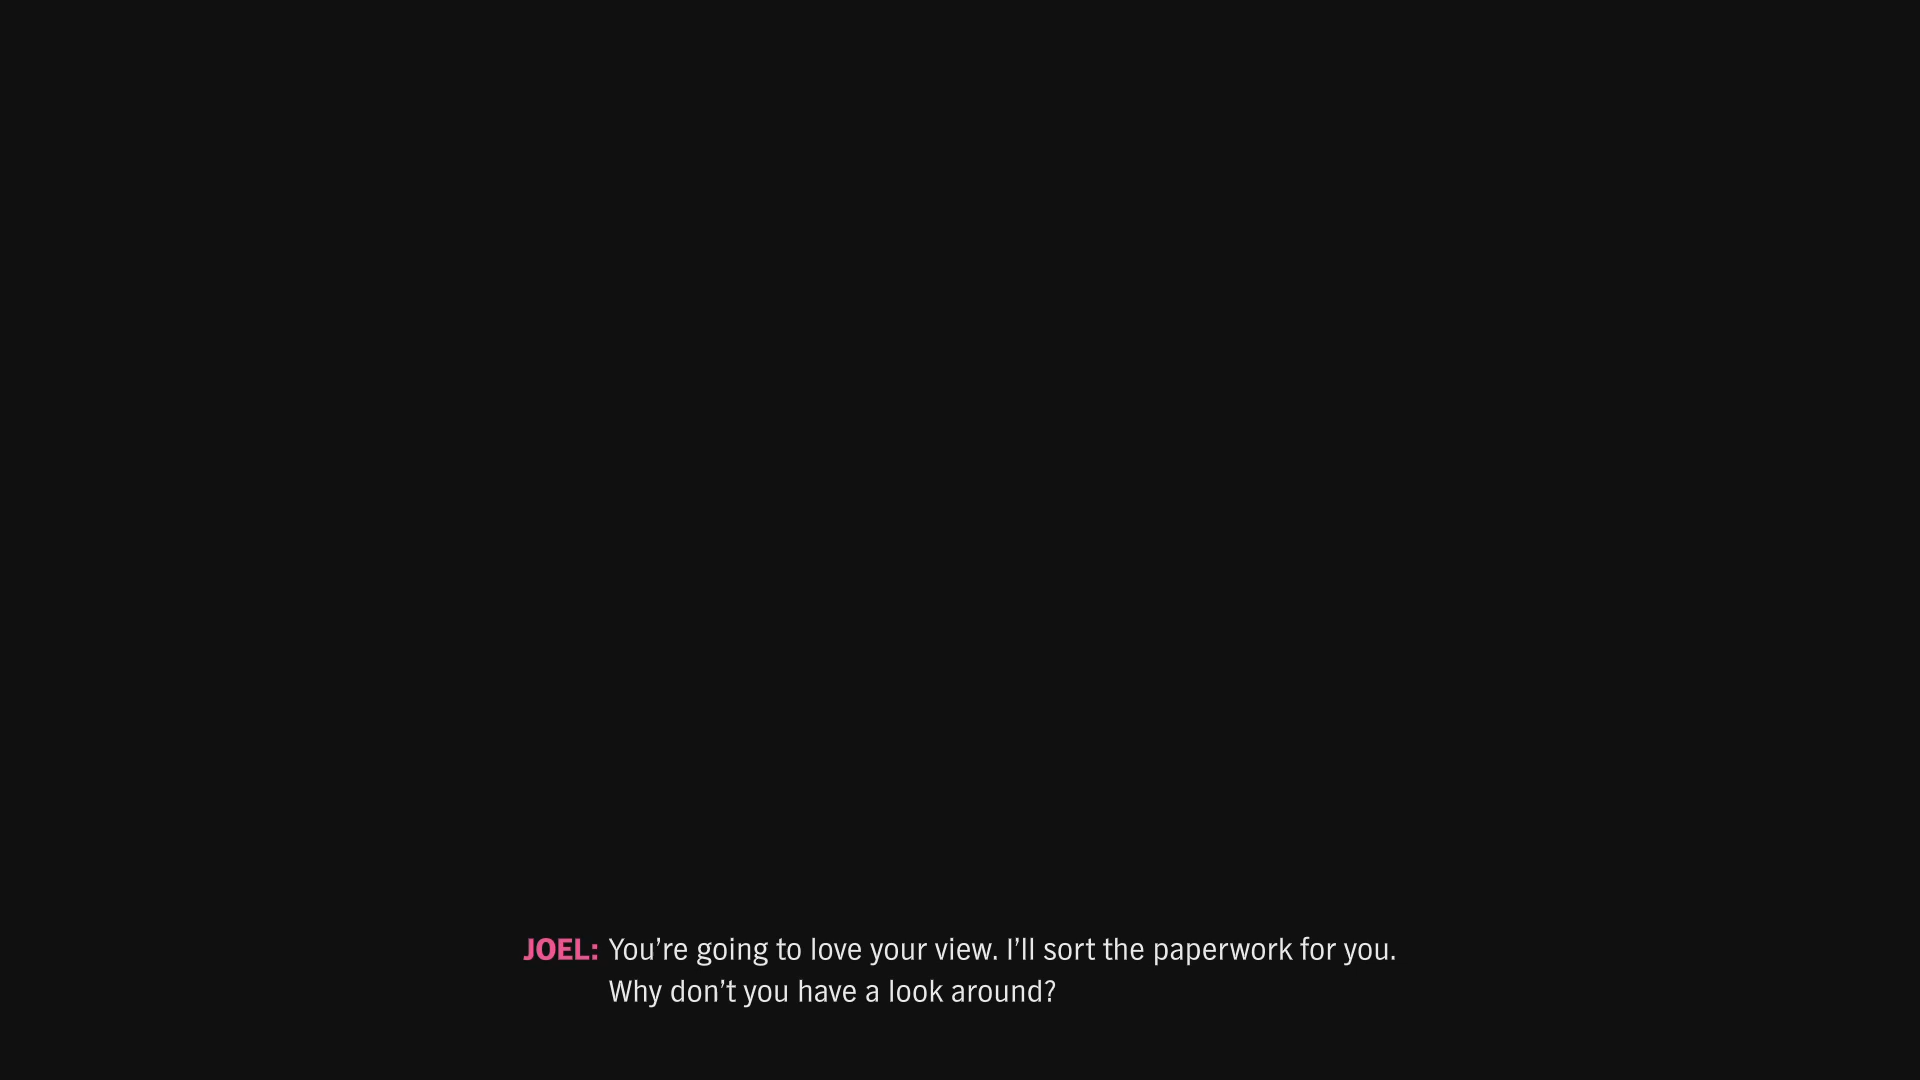 JOEL: You’re going to love your view. I’ll sort the paperwork for you.
Why don’t you have a look around?